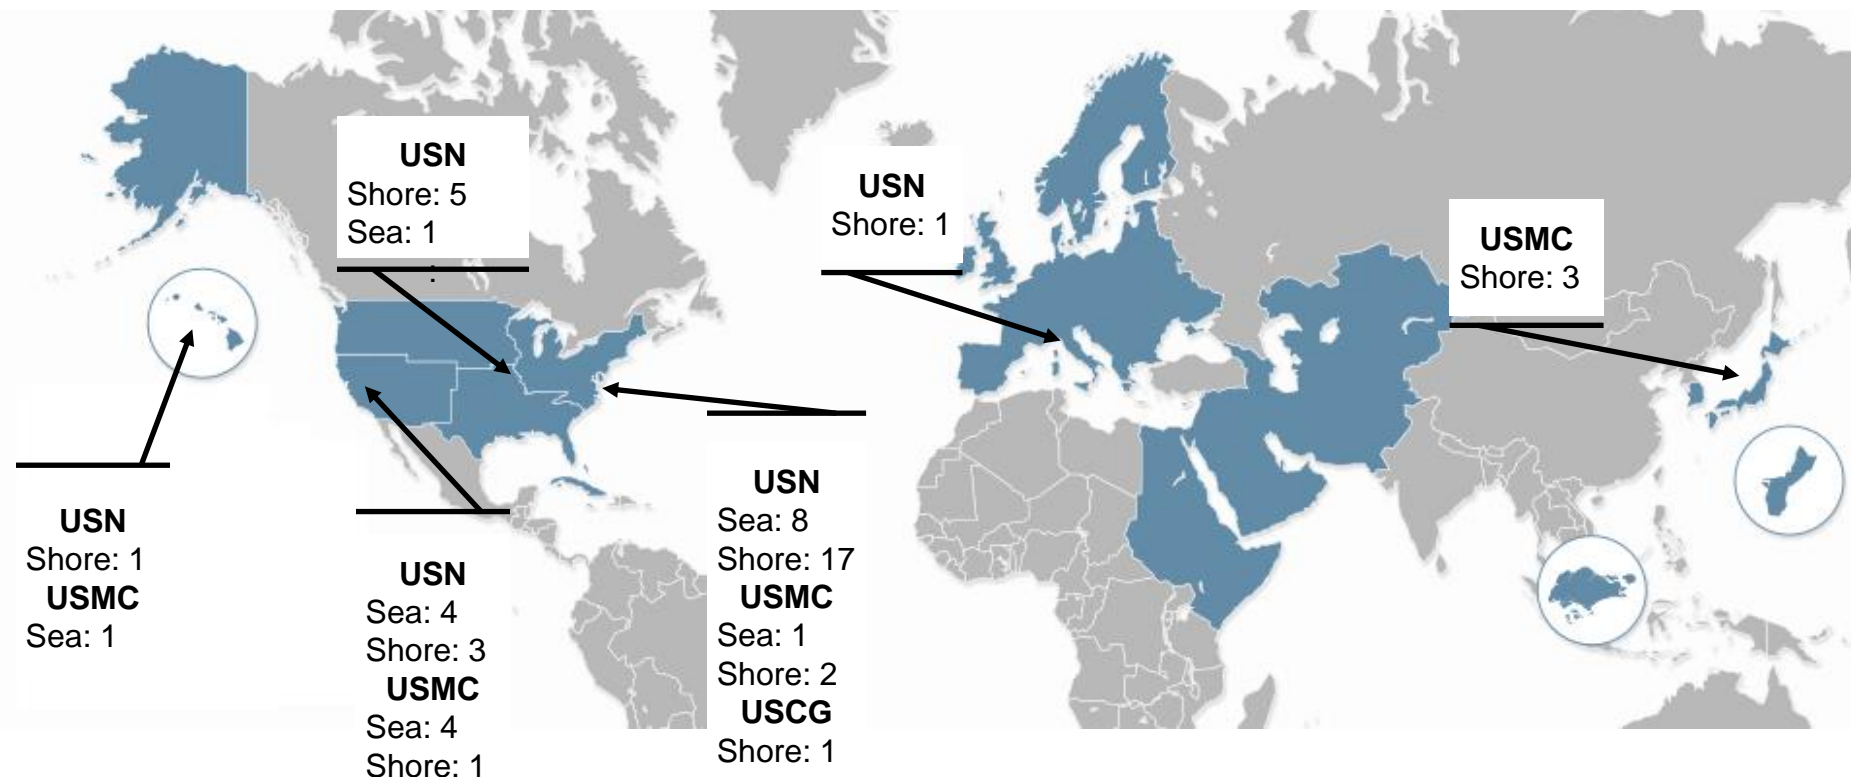 USN
Shore: 5
Sea: 1
:
USN
Shore: 1
USMC
Shore: 3
USN
Shore: 1
USMC
Sea: 1
USN
Sea: 4
Shore: 3
USMC
Sea: 4
Shore: 1
USN
Sea: 8
Shore: 17
USMC
Sea: 1
Shore: 2
USCG
Shore: 1